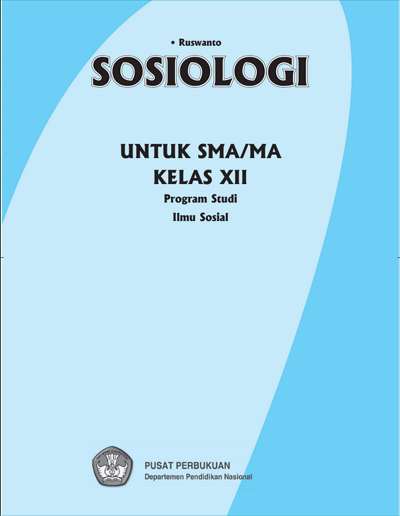 • Ruswanto
SOSIOLOGI
UNTUK SMA/MA
KELAS XII
Program Studi
Ilmu Sosial
PUSAT PERBUKUAN
Departemen Pendidikan Nasional